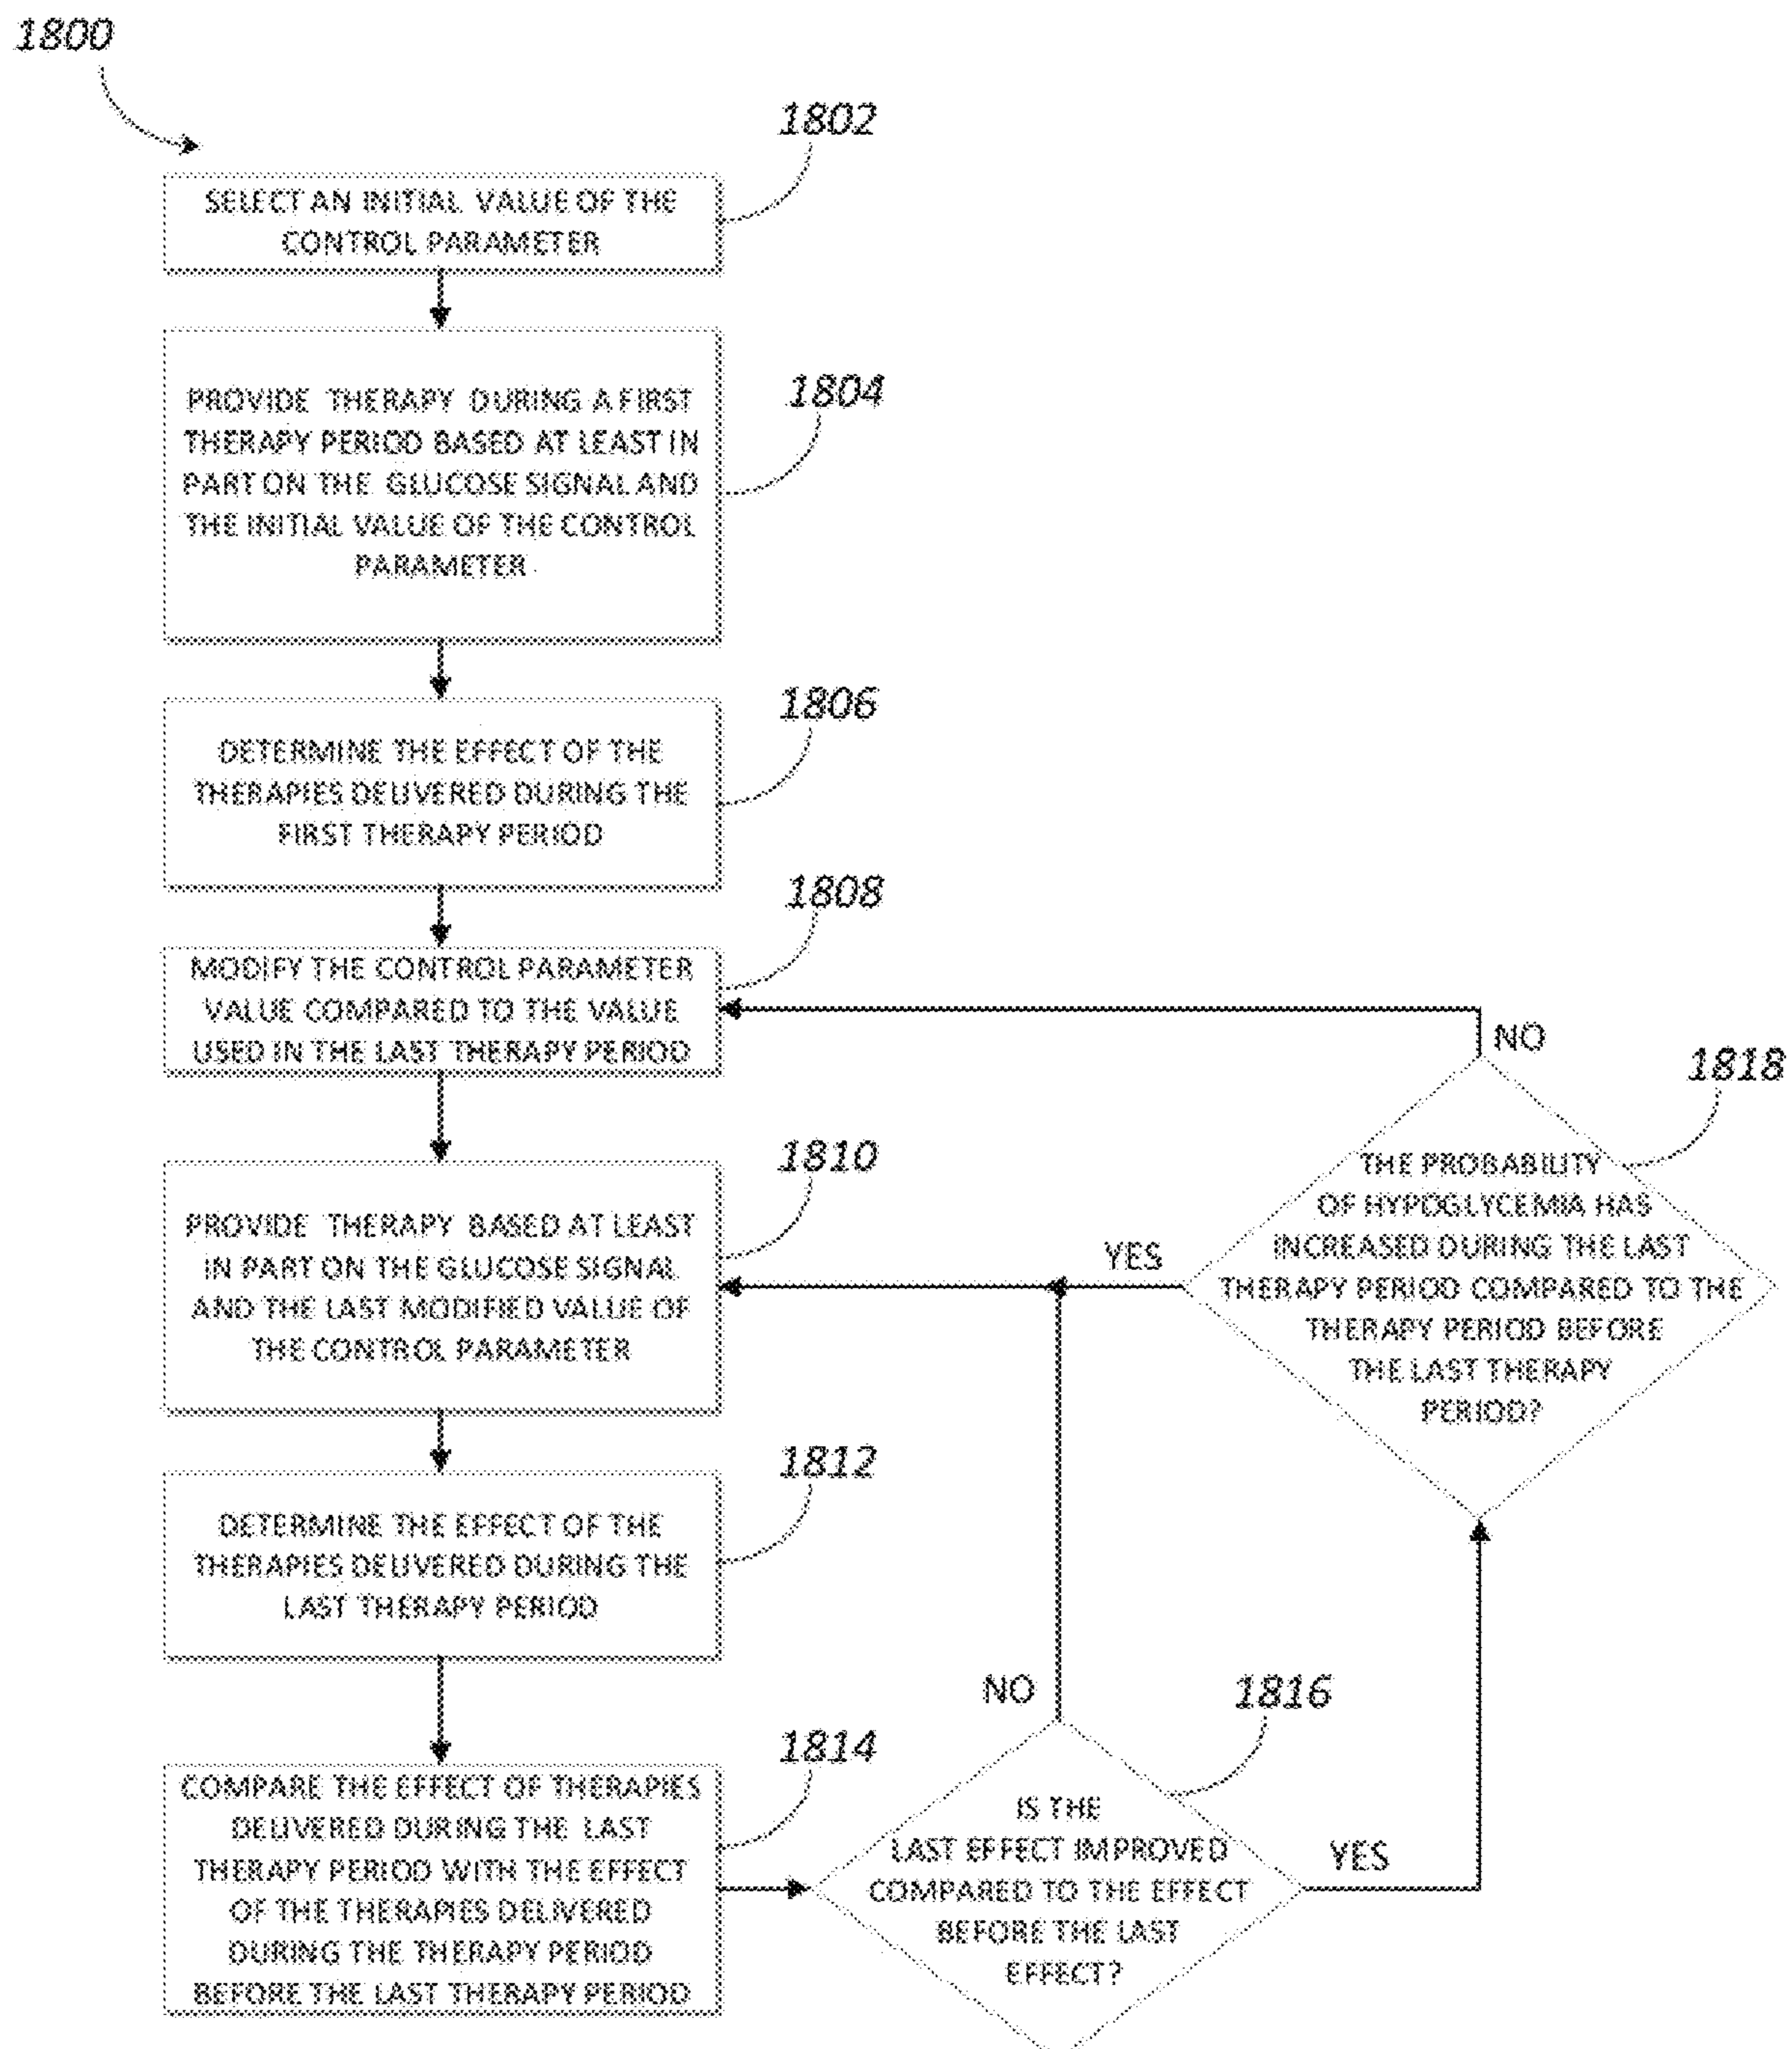 1800
1802
SELECT AN INITIAL VALUE OF THE
CONTROL PARAMETER
1804
PROVIDE THERAPY DURING A FIRST
THERAPY PERIOD BASED AT LEAST IN
PART ON THE GLUCOSE SIGNAL AND
THE INITIAL VALUE OF THE CONTROL
PARAMETER
1806
DETERMINE THE EFFECT OF THE
THERAPIES DELIVERED DURING THE
FIRST THERAPY PERIOD
1808
MODIFY THE CONTROL PARAMETER
VALUE COMPARED TO THE VALUE
USED IN THE LAST THERAPY PERIOD
1810
PROVIDE THERAPY BASED AT LEAST
IN PART ON THE GLUCOSE SIGNAL
AND THE LAST MODIFIED VALUE OF
THE CONTROL PARAMETER
1812
DETERMINE THE EFFECT OF THE
THERAPIES DELIVERED DURING THE
LAST THERAPY PERIOD
1814
COMPARE THE EFFECT OF THERAPIES
DELIVERED DURING THE LAST
THERAPY PERIOD WITH THE EFFECT
OF THE THERAPIES DELIVERED
DURING THE THERAPY PERIOD
BEFORE THE LAST THERAPY PERIOD
NO
1816
IS THE
LAST EFFECT IMPROVED
COMPARED TO THE EFFECT
BEFORE THE LAST
EFFECT?
YES
NO
1818
THE PROBABILITY
OF HYPOGLYCEMIA HAS
INCREASED DURING THE LAST
THERAPY PERIOD COMPARED TO THE
THERAPY PERIOD BEFORE
THE LAST THERAPY
PERIOD?
YES